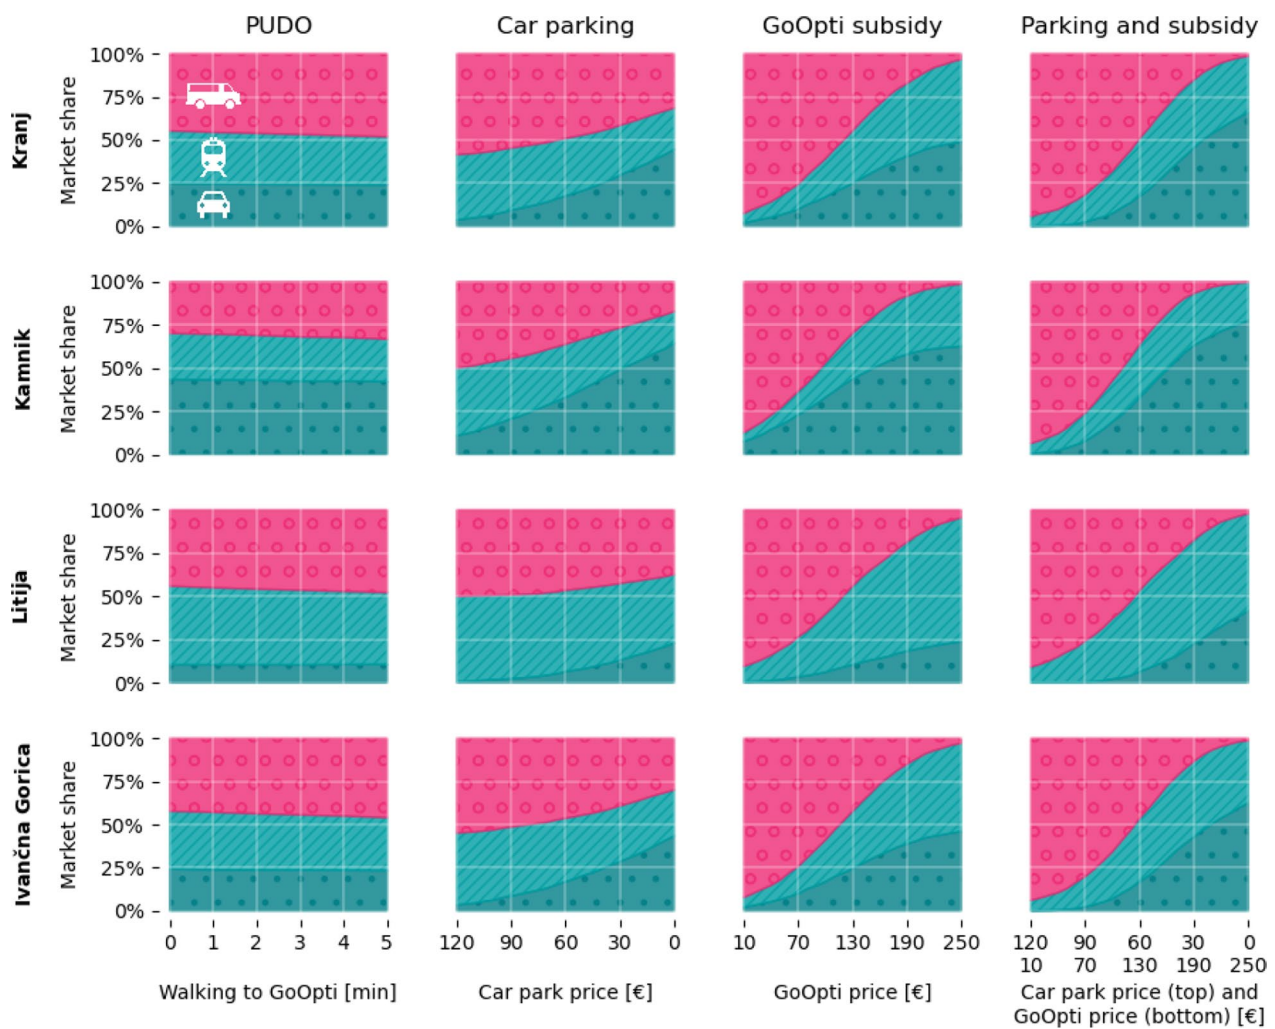 PUDO Car parking GoOpti subsidy Parking and subsidy
Kranj
Market share
100%
75%
50%
25%
0%
Kamnik
Market share
100%
75%
50%
25%
0%
Litija
Market share
100%
75%
50%
25%
0%
Ivančna Gorica
Market share
100%
75%
50%
25%
0%
0 1 2 3 4 5
Walking to GoOpti [min]
120 90 60 30 0
Car park price [€]
10 70 130 190 250
GoOpti price [€]
120 90 60 30 0
10 70 130 190 250
Car park price (top) and
GoOpti price (bottom) [€]